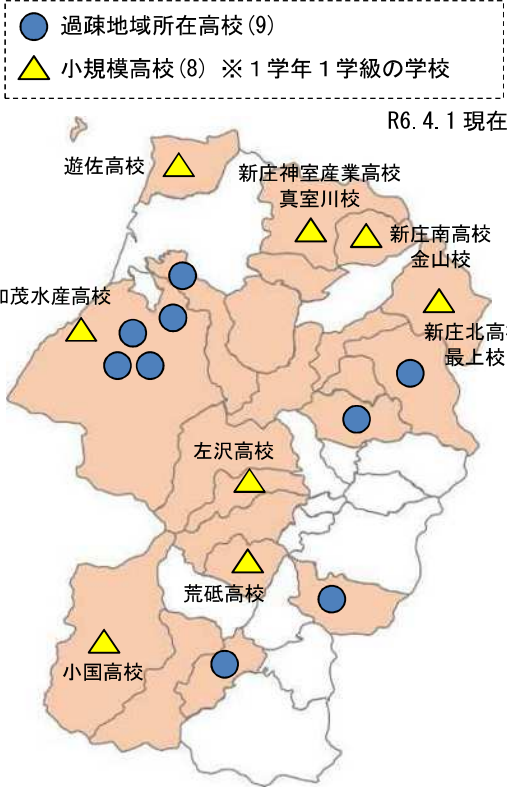 過疎地域所在高校(9)
小規模高校(8) ※1学年1学級の学校
R6.4.1現在
遊佐高校
新庄神室産業高校
真室川校
新庄南高校
金山校
加茂水産高校
新庄北高校
最上校
左沢高校
荒砥高校
小国高校